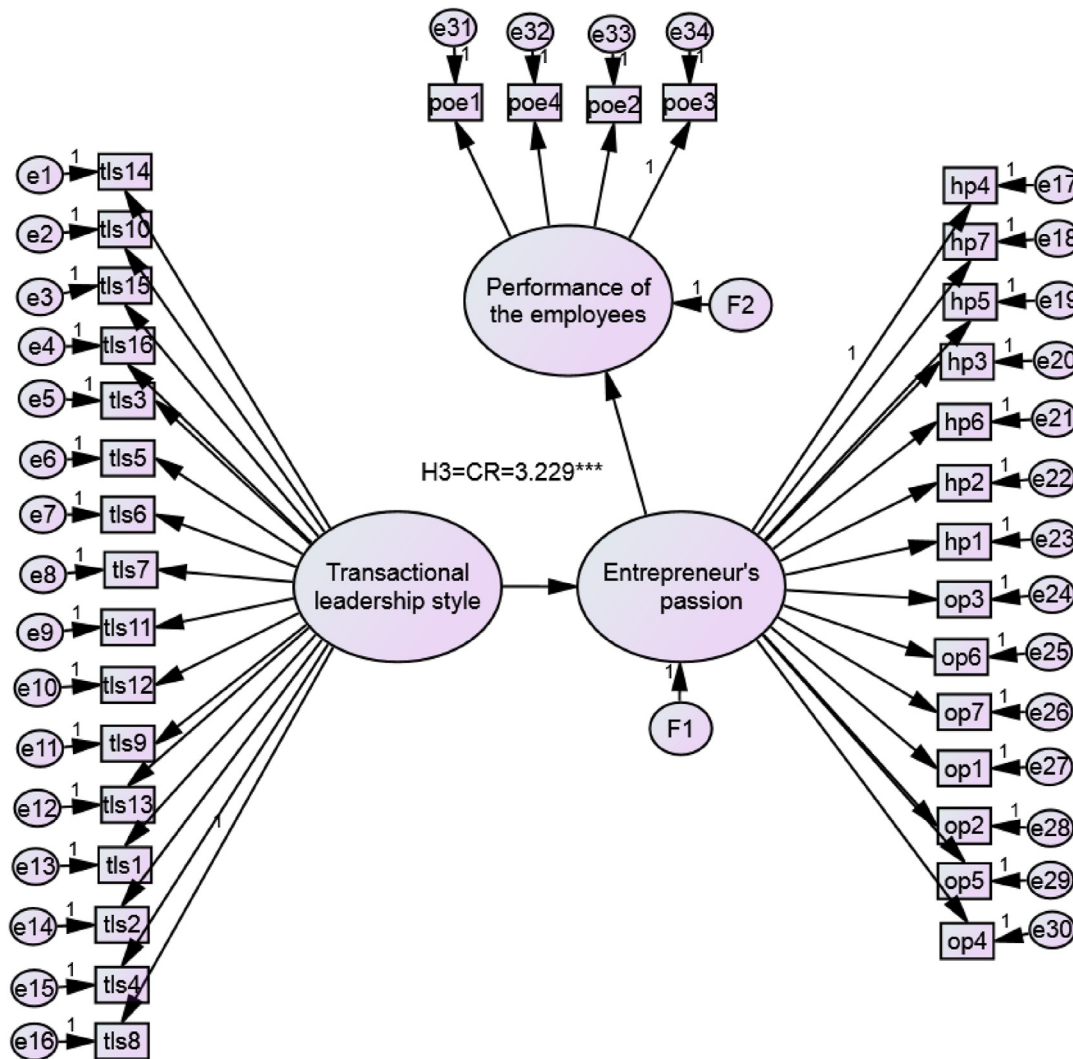 e31
e32
e33
e34
1
1
1
1
poe1
poe4
poe2
poe3
1
Performance of
the employees
1
F2
e1
1
tls14
e2
1
tls10
e3
1
tls15
e4
1
tls16
e5
1
tls3
e6
1
tls5
e7
1
tls6
e8
1
tls7
e9
1
tls11
e10
1
tls12
e11
1
tls9
e12
1
tls13
e13
1
tls1
e14
1
tls2
e15
1
tls4
e16
1
tls8
1
Transactional
leadership style
H3=CR=3.229***
Entrepreneur's
passion
1
F1
1
hp4
1
e17
hp7
1
e18
hp5
1
e19
hp3
1
e20
hp6
1
e21
hp2
1
e22
hp1
1
e23
op3
1
e24
op6
1
e25
op7
1
e26
op1
1
e27
op2
1
e28
op5
1
e29
op4
1
e30